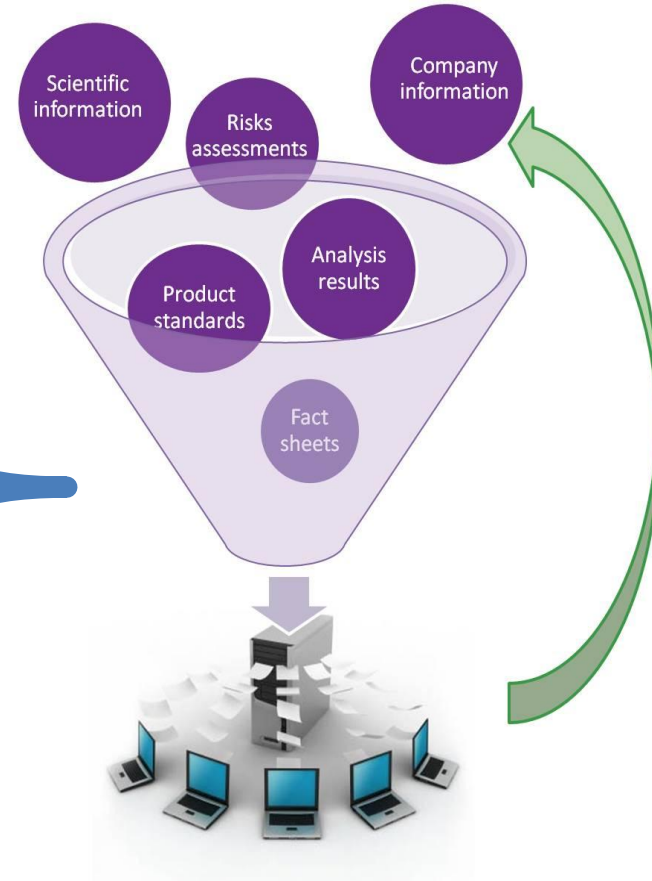 Scientific
information
Company
information
Risks
assessments
Analysis
results
Product
standards
Fact
sheets